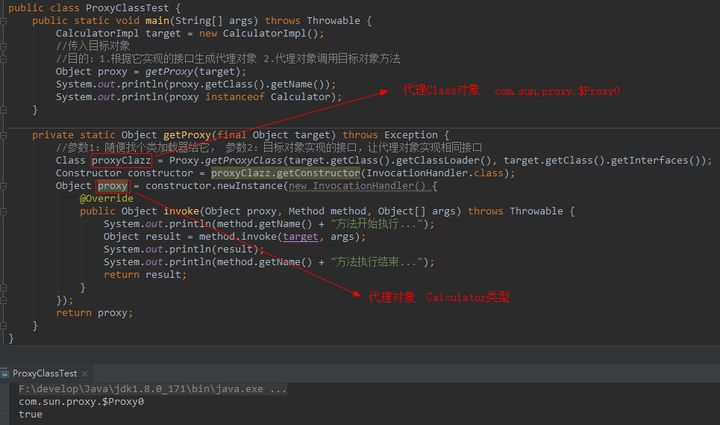 public class ProxyClassTest {
public static void main(String[] args) throws Throwable {
CalculatorImpl target = new CalculatorImpl();
//传入目标对象
//目的：1.根据它实现的接口生成代理对象 2.代理对象调用目标对象方法
Object proxy = getProxy(target);
System.out.println(proxy.getClass().getName());
System.out.println(proxy instanceof Calculator);
}
代理Class对象 com.sun.proxy.$Proxy0
private static Object getProxy(final Object target) throws Exception {
//参数1：随便找个类加载器给它， 参数2：目标对象实现的接口，让代理对象实现相同接口
Class proxyClazz = Proxy.getProxyClass(target.getClass().getClassLoader(), target.getClass().getInterfaces());
Constructor constructor = proxyClazz.getConstructor(InvocationHandler.class);
Object proxy = constructor.newInstance(new InvocationHandler() {
@Override
public Object invoke(Object proxy, Method method, Object[] args) throws Throwable {
System.out.println(method.getName() + "方法开始执行...");
Object result = method.invoke(target, args);
System.out.println(result);
System.out.println(method.getName() + "方法执行结束...");
return result;
}
代理对象 Calculator类型
});
return proxy;
}
}
ProxyClassTest ×
F:\develop\Java\jdk1.8.0_171\bin\java.exe ...
com.sun.proxy.$Proxy0
true